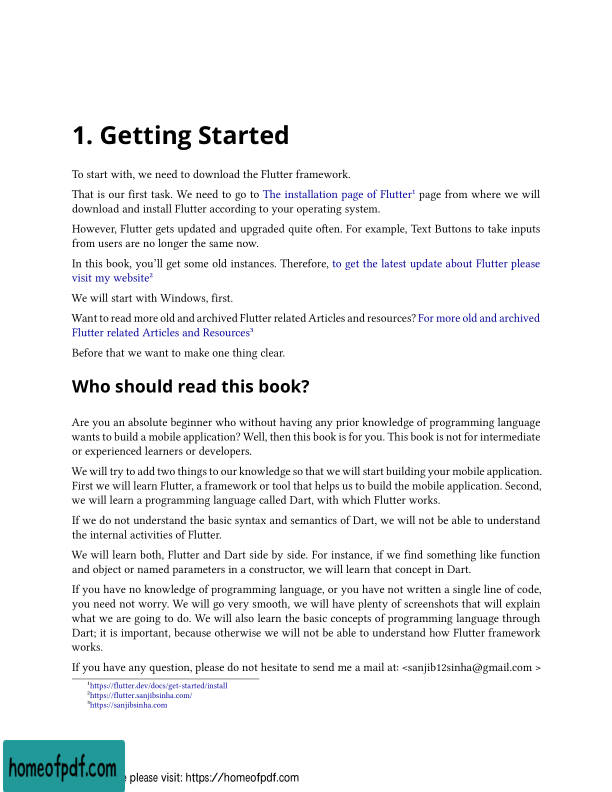 1. Getting Started
To start with, we need to download the Flutter framework.
That is our first task. We need to go to The installation page of Flutter¹ page from where we will
download and install Flutter according to your operating system.
However, Flutter gets updated and upgraded quite often. For example, Text Buttons to take inputs
from users are no longer the same now.
In this book, you'll get some old instances. Therefore, to get the latest update about Flutter please
visit my website²
We will start with Windows, first.
Want to read more old and archived Flutter related Articles and resources? For more old and archived
Flutter related Articles and Resources³
Before that we want to make one thing clear.
Who should read this book?
Are you an absolute beginner who without having any prior knowledge of programming language
wants to build a mobile application? Well, then this book is for you. This book is not for intermediate
or experienced learners or developers.
We will try to add two things to our knowledge so that we will start building your mobile application.
First we will learn Flutter, a framework or tool that helps us to build the mobile application. Second,
we will learn a programming language called Dart, with which Flutter works.
If we do not understand the basic syntax and semantics of Dart, we will not be able to understand
the internal activities of Flutter.
We will learn both, Flutter and Dart side by side. For instance, if we find something like function
and object or named parameters in a constructor, we will learn that concept in Dart.
If you have no knowledge of programming language, or you have not written a single line of code,
you need not worry. We will go very smooth, we will have plenty of screenshots that will explain
what we are going to do. We will also learn the basic concepts of programming language through
Dart; it is important, because otherwise we will not be able to understand how Flutter framework
works.
If you have any question, please do not hesitate to send me a mail at: <sanjib12sinha@gmail.com >
¹https://flutter.dev/docs/get-started/install
²https://flutter.sanjibsinha.com/
³https://sanjibsinha.com
homeofpdf.com
please visit: https://homeofpdf.com